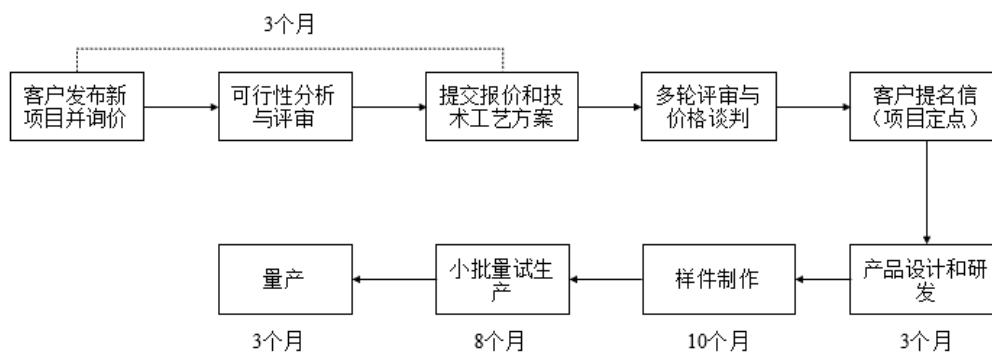 3个月
客户发布新
项目并询价
可行性分析
与评审
提交报价和技
术工艺方案
多轮评审与
价格谈判
客户提名信
（项目定点）
量产
小批量试生
产
样件制作
产品设计和研
发
3个月
8个月
10个月
3个月